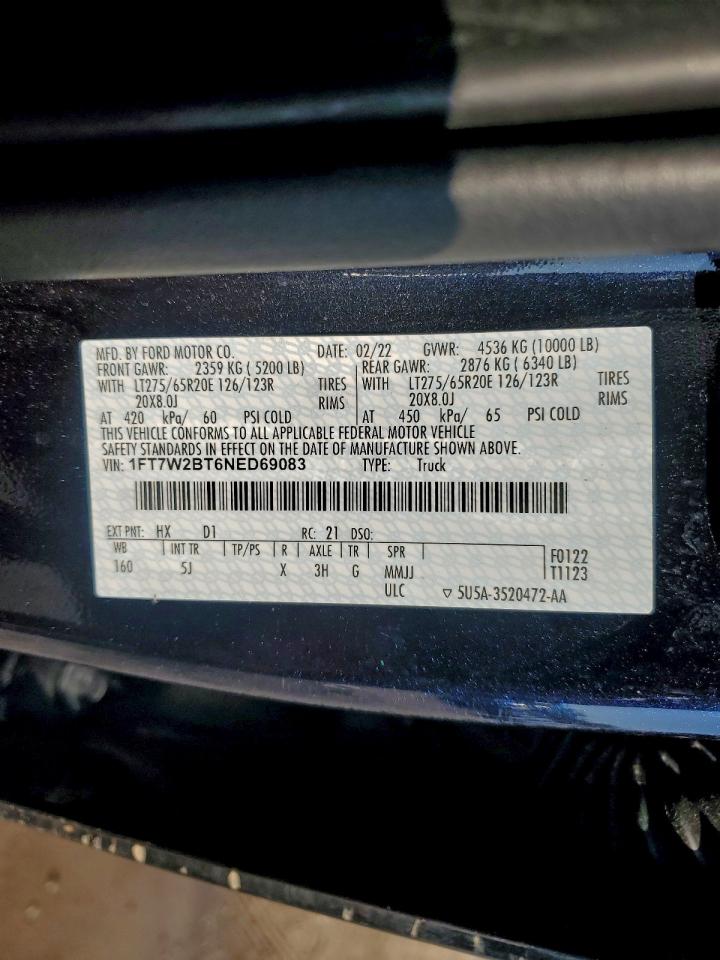 MFD. BY FORD MOTOR CO. DATE: 02/22 GVWR: 4536 KG (10000 LB)
FRONT GAWR: 2359 KG ( 5200 LB) REAR GAWR: 2876 KG ( 6340 LB)
WITH LT275/65R20E 126/123R TIRES WITH LT275/65R20E 126/123R TIRES
20X8.0J RIMS 20X8.0J RIMS
AT 420 kPa/ 60 PSI COLD AT 450 kPa/ 65 PSI COLD
THIS VEHICLE CONFORMS TO ALL APPLICABLE FEDERAL MOTOR VEHICLE
SAFETY STANDARDS IN EFFECT ON THE DATE OF MANUFACTURE SHOWN ABOVE.
VIN: 1FT7W2BT6NED69083 TYPE: Truck
EXT PNT: HX D1 RC: 21 DSO:
WB INT TR TP/PS R AXLE TR SPR F0122
160 5J X 3H G MMJJ T1123
ULC ▽ 5U5A-3520472-AA